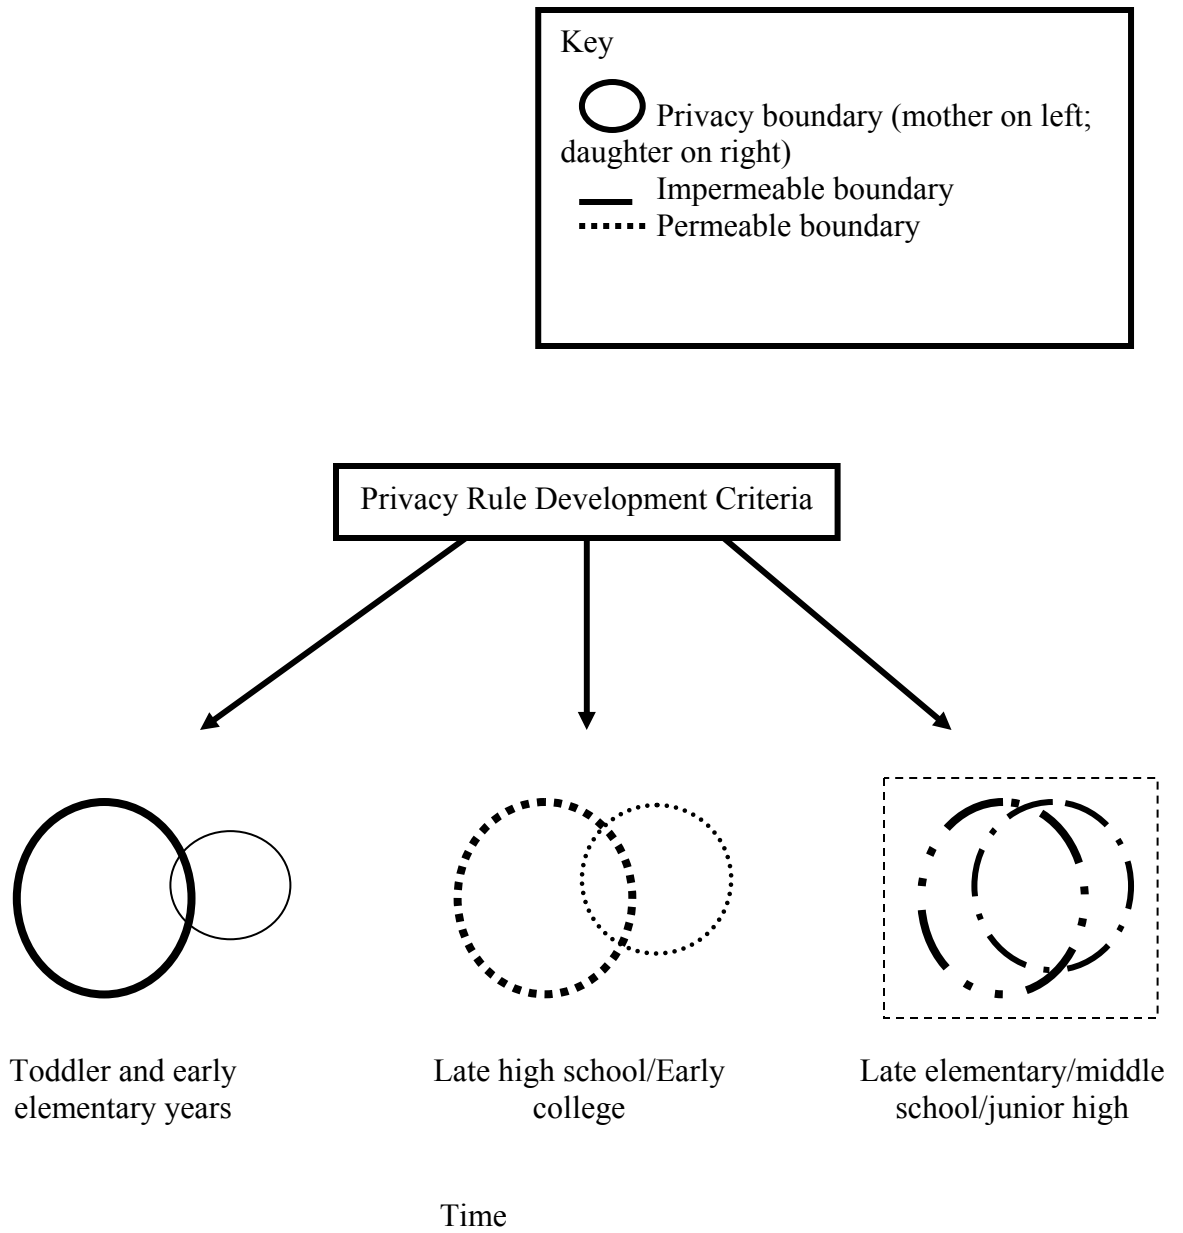 Key
Privacy boundary (mother on left;
daughter on right)
Impermeable boundary
Permeable boundary
Privacy Rule Development Criteria
Toddler and early
elementary years
Late high school/Early
college
Late elementary/middle
school/junior high
Time